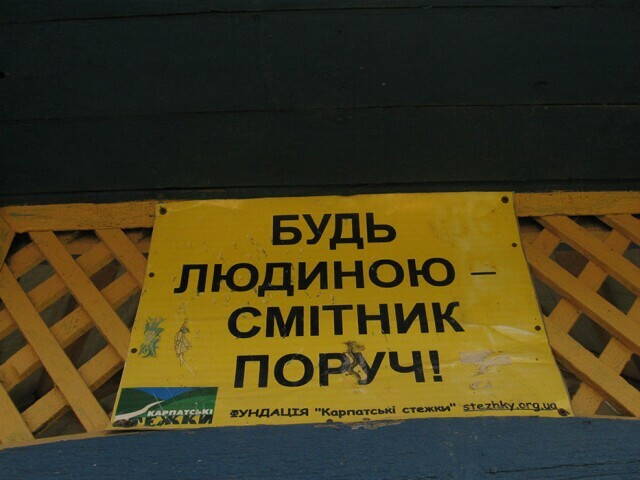 БУДЬ
ЛЮДИНОЮ –
СМІТНИК
ПОРУЧ!
КАРПАТСЬКІ
СТЕЖКИ
ФУНДАЦІЯ "Карпатські стежки" stezhky.org.ua